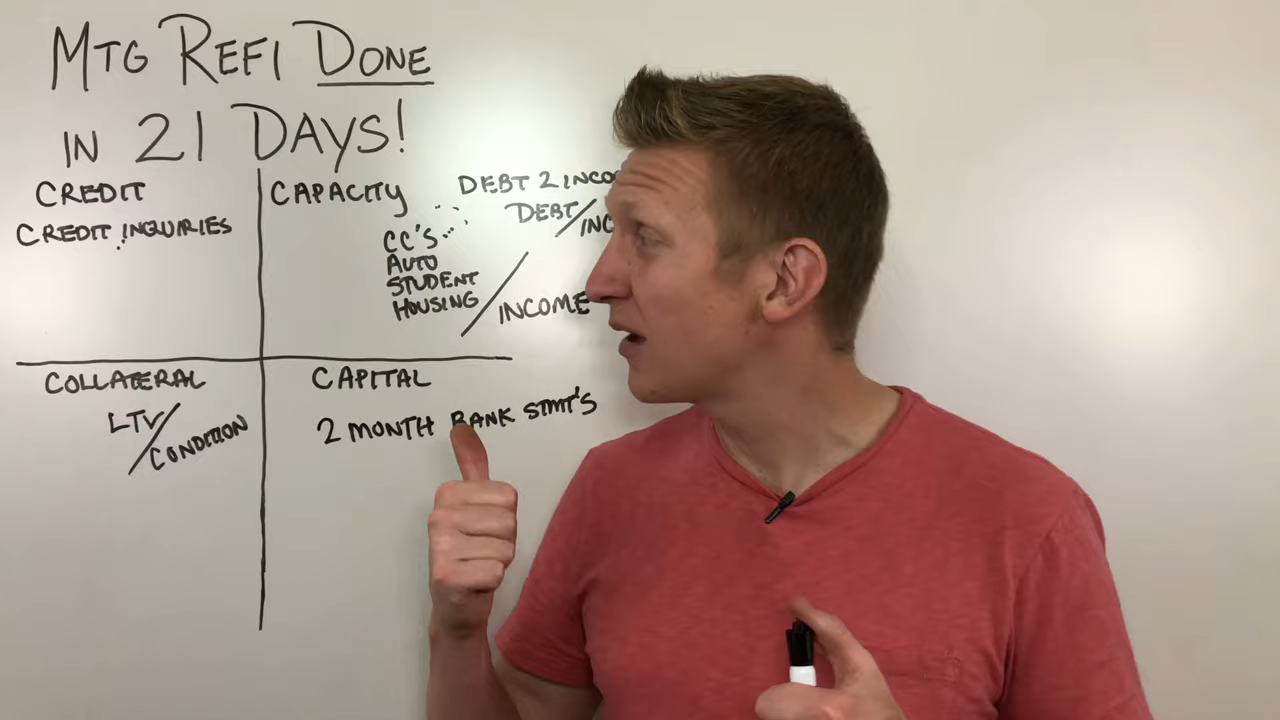 MTG REFI DONE
IN 21 DAYS!
CREDIT
CREDIT INQUIRIES
CAPACITY
DEBT 2 INCO
DEBT/INC
CC'S
AUTO
STUDENT
HOUSING
/INCOME
COLLATERAL
LTV/CONDITION
CAPITAL
2 MONTH BANK STMT'S